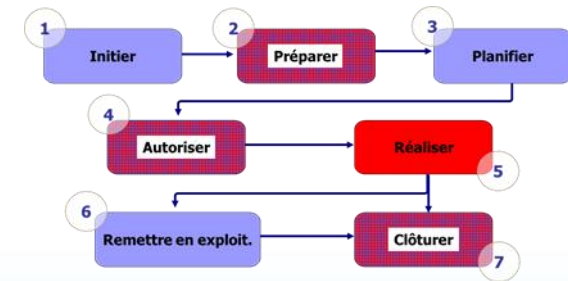 1
Initier
2
Préparer
3
Planifier
4
Autoriser
Réaliser
5
6
Remettre en exploit.
Clôturer
7